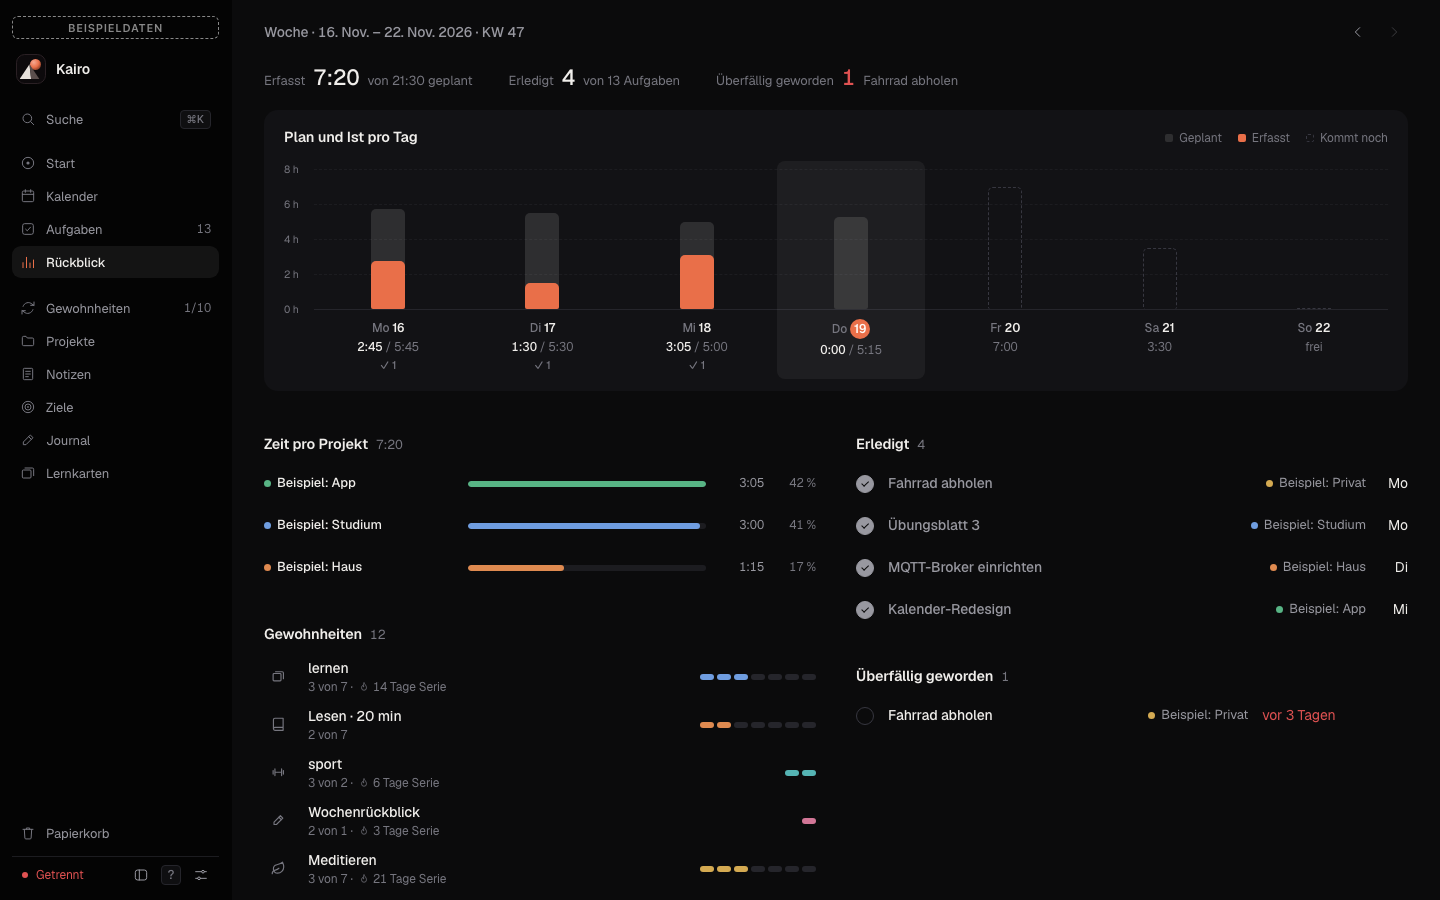 BEISPIELDATEN
Kairo
Suche ⌘K
Start
Kalender
Aufgaben 13
Rückblick
Gewohnheiten 1/10
Projekte
Notizen
Ziele
Journal
Lernkarten
Papierkorb
Getrennt ?
Woche · 16. Nov. – 22. Nov. 2026 · KW 47
Erfasst 7:20 von 21:30 geplant Erledigt 4 von 13 Aufgaben Überfällig geworden 1 Fahrrad abholen
Plan und Ist pro Tag Geplant Erfasst Kommt noch
8 h
6 h
4 h
2 h
0 h
Mo 16 Di 17 Mi 18 Do 19 Fr 20 Sa 21 So 22
2:45 / 5:45 1:30 / 5:30 3:05 / 5:00 0:00 / 5:15 7:00 3:30 frei
✓ 1 ✓ 1 ✓ 1
Zeit pro Projekt 7:20
Beispiel: App 3:05 42 %
Beispiel: Studium 3:00 41 %
Beispiel: Haus 1:15 17 %
Gewohnheiten 12
lernen
3 von 7 · 14 Tage Serie
Lesen · 20 min
2 von 7
sport
3 von 2 · 6 Tage Serie
Wochenrückblick
2 von 1 · 3 Tage Serie
Meditieren
3 von 7 · 21 Tage Serie
Erledigt 4
Fahrrad abholen Beispiel: Privat Mo
Übungsblatt 3 Beispiel: Studium Mo
MQTT-Broker einrichten Beispiel: Haus Di
Kalender-Redesign Beispiel: App Mi
Überfällig geworden 1
Fahrrad abholen Beispiel: Privat vor 3 Tagen